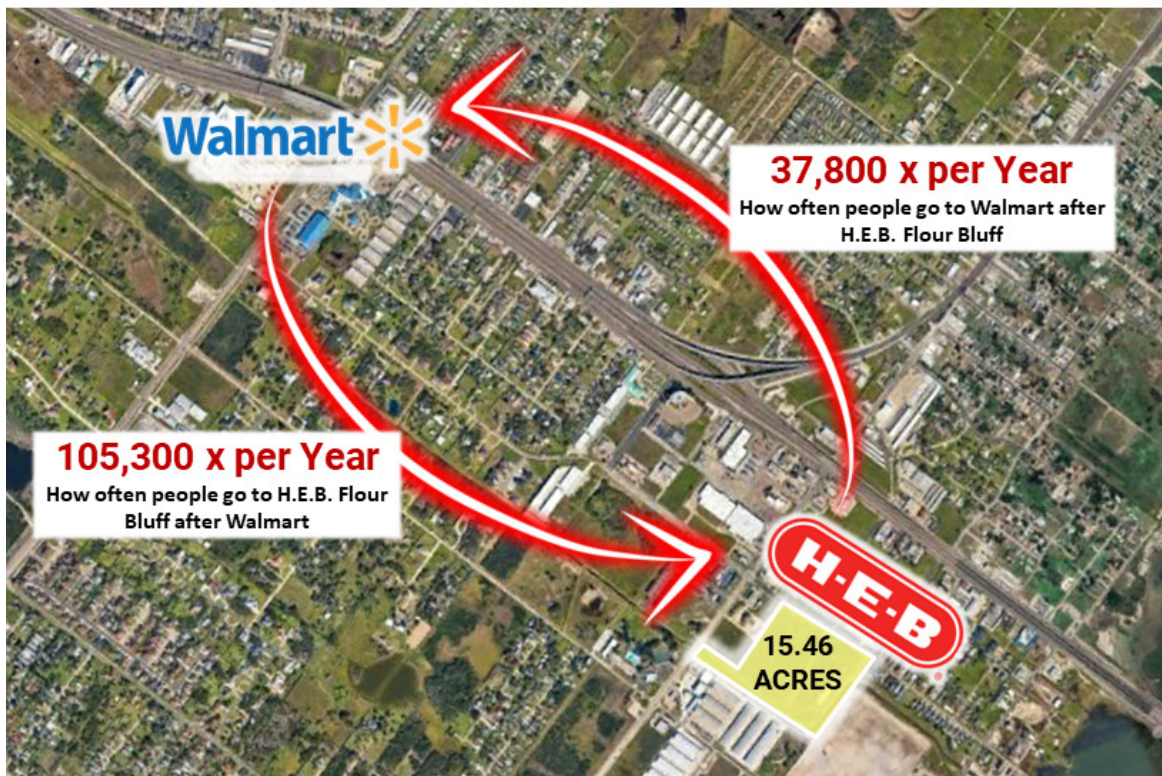 Walmart
37,800 x per Year
How often people go to Walmart after
H.E.B. Flour Bluff
105,300 x per Year
How often people go to H.E.B. Flour
Bluff after Walmart
H-E-B
15.46
ACRES